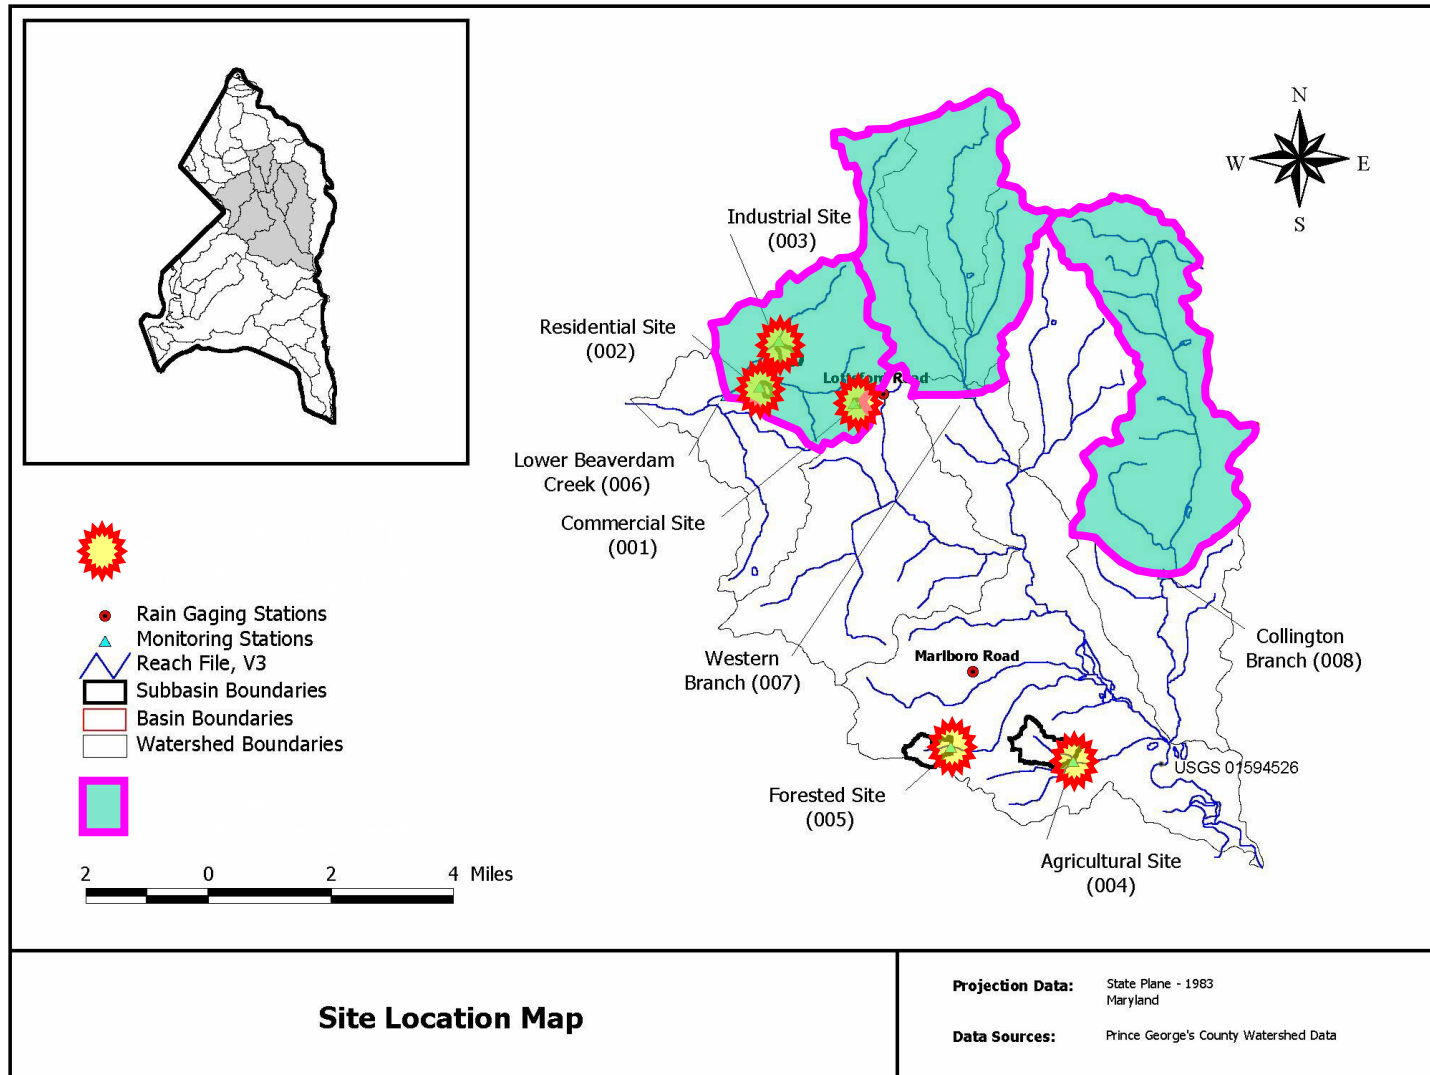 N
W
E
S
Industrial Site
(003)
Residential Site
(002)
Lower Beaverdam
Creek (006)
Commercial Site
(001)
Western
Branch (007)
Marlboro Road
Collington
Branch (008)
USGS 01594526
Forested Site
(005)
Agricultural Site
(004)
Rain Gaging Stations
Monitoring Stations
Reach File, V3
Subbasin Boundaries
Basin Boundaries
Watershed Boundaries
2 0 2 4 Miles
Site Location Map
Projection Data: State Plane - 1983
Maryland
Data Sources: Prince George's County Watershed Data